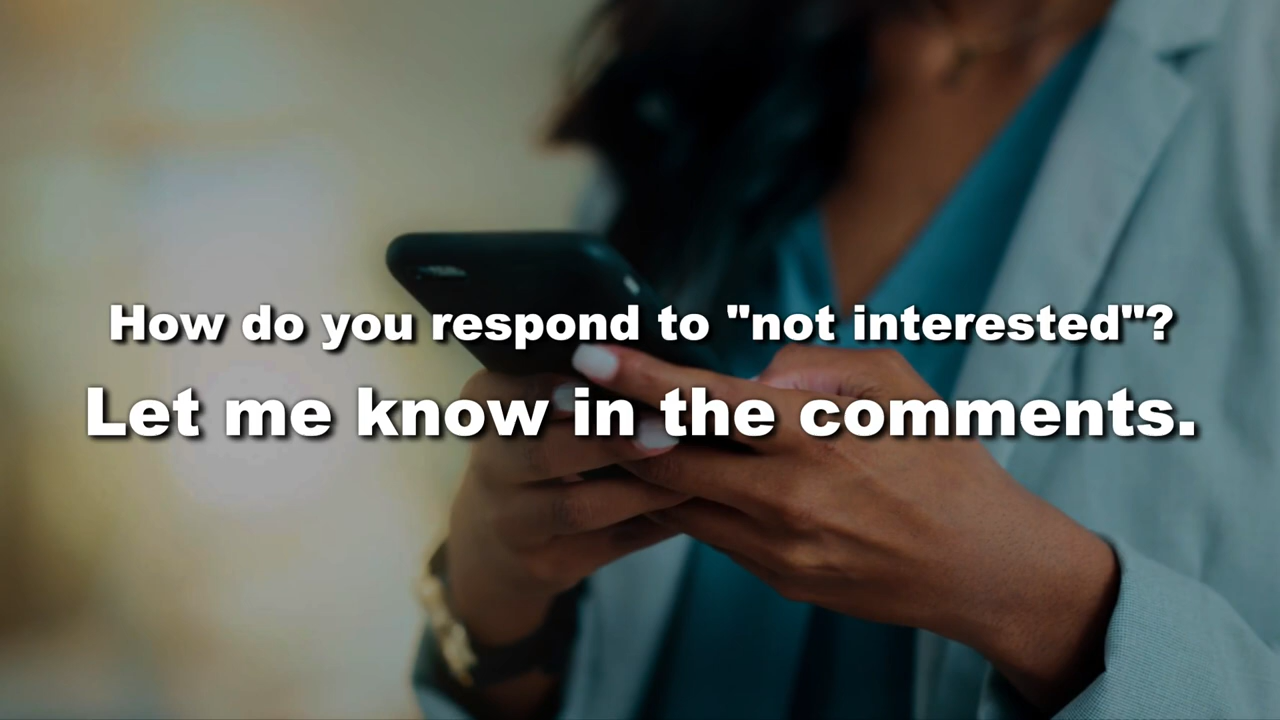 How do you respond to "not interested"?
Let me know in the comments.